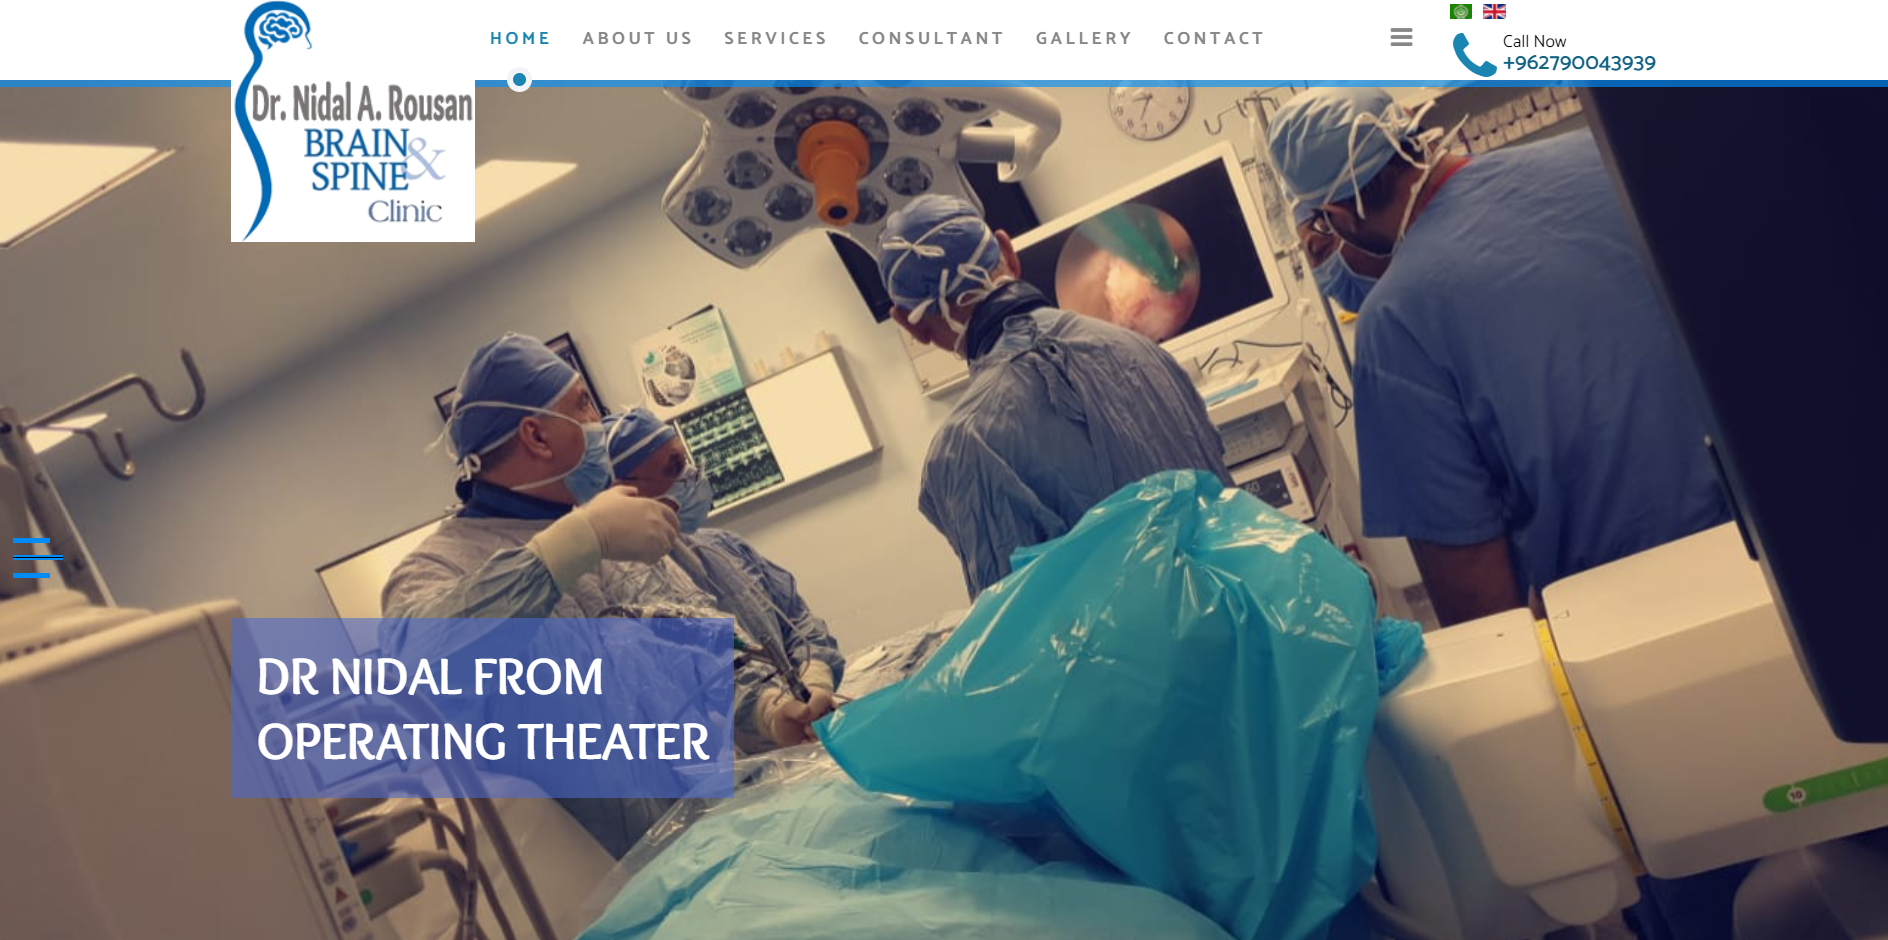 Dr. Nidal A. Rousan
BRAIN &
SPINE
Clinic
HOME
ABOUT US
SERVICES
CONSULTANT
GALLERY
CONTACT
Call Now
+962790043939
DR NIDAL FROM
OPERATING THEATER